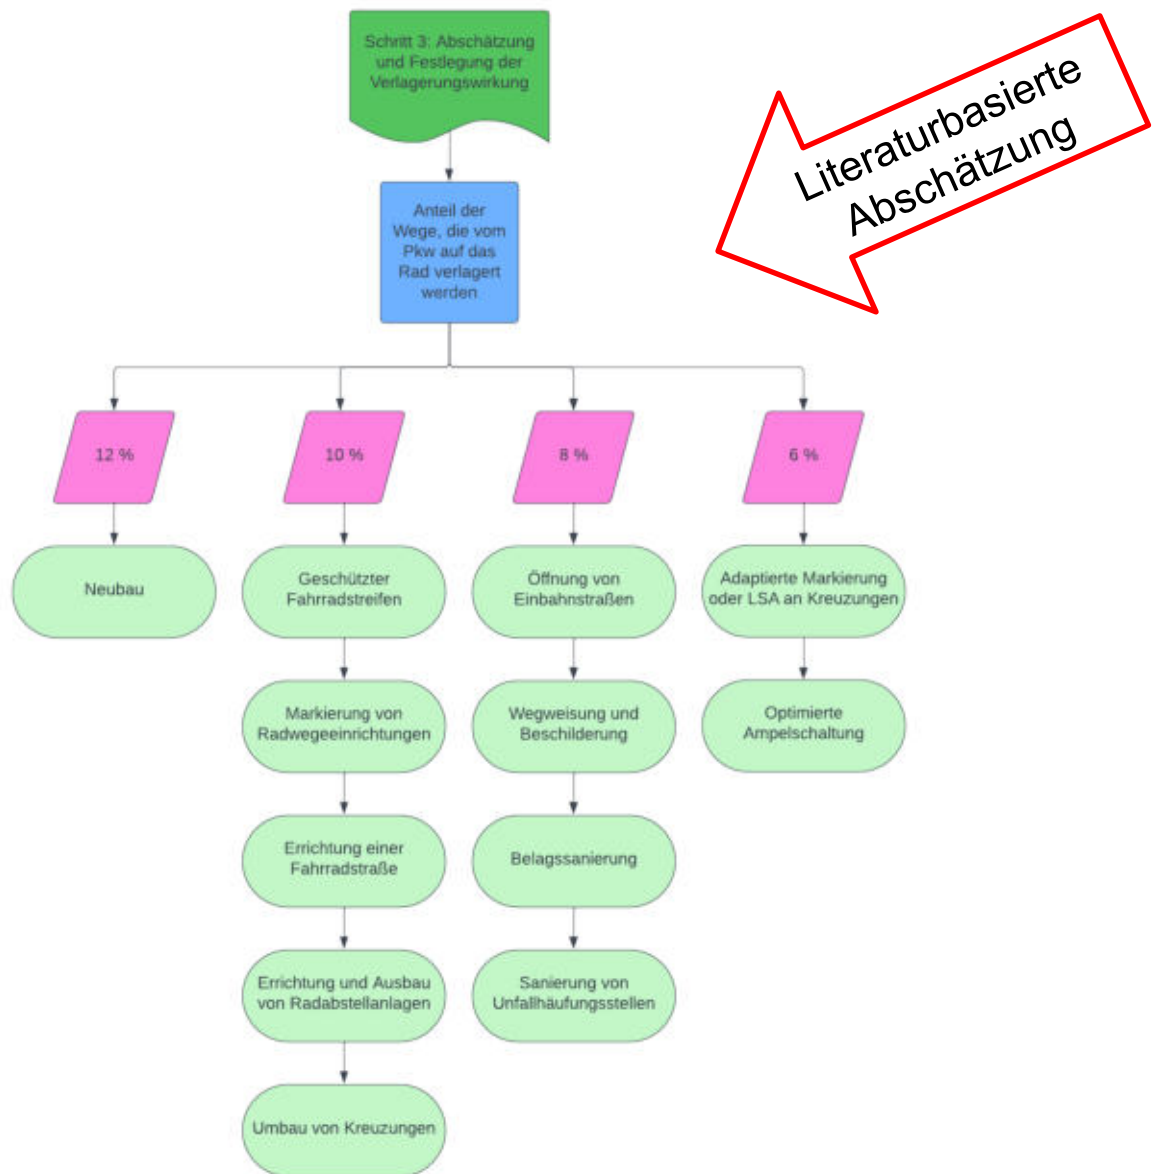 Schritt 3: Abschätzung
und Festlegung der
Verlagerungswirkung
Literaturbasierte
Abschätzung
Anteil der
Wege, die vom
Pkw auf das
Rad verlagert
werden
12 %
10 %
8 %
6 %
Neubau
Geschützter
Fahrradstreifen
Öffnung von
Einbahnstraßen
Adaptierte Markierung
oder LSA an Kreuzungen
Markierung von
Radwegeeinrichtungen
Wegweisung und
Beschilderung
Optimierte
Ampelschaltung
Errichtung einer
Fahrradstraße
Belagssanierung
Errichtung und Ausbau
von Radabstellanlagen
Sanierung von
Unfallhäufungsstellen
Umbau von Kreuzungen